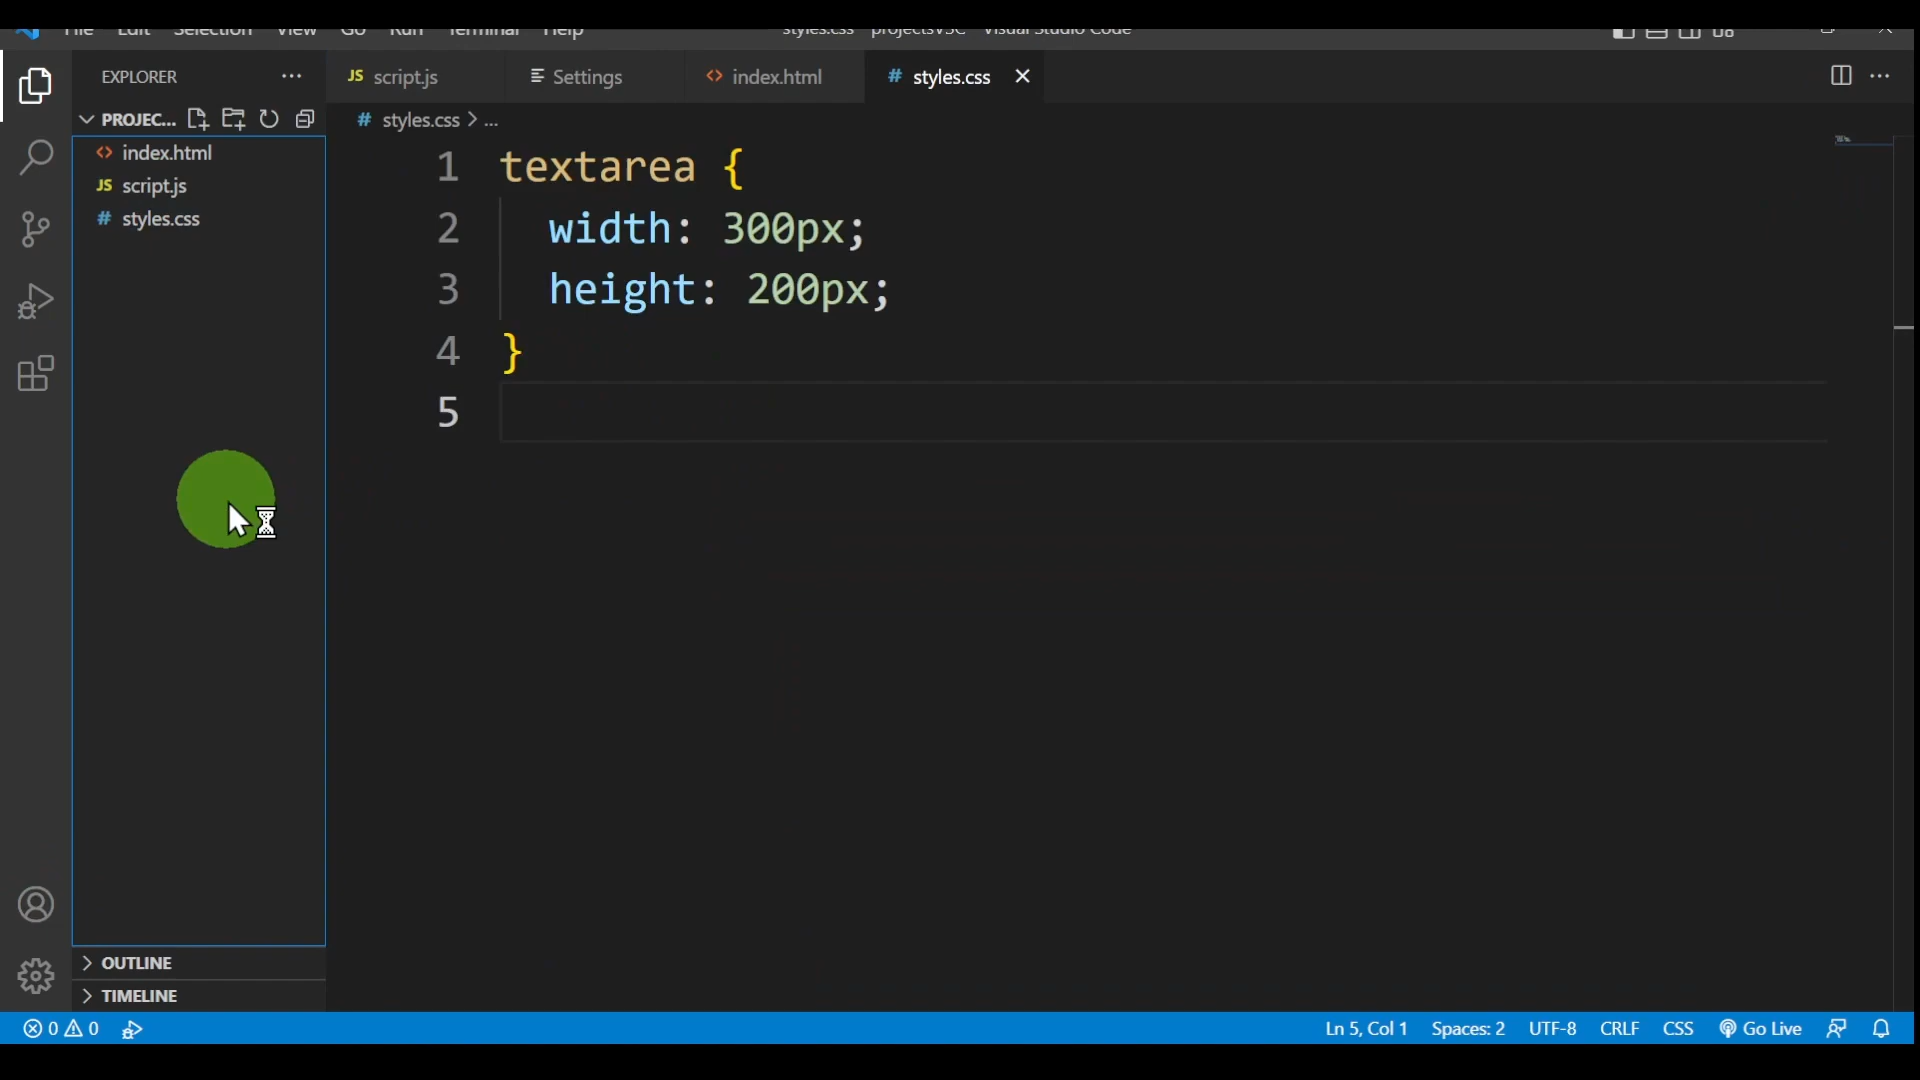 File Edit Selection View Go Run Terminal Help
styles.css - projectsVSC - Visual Studio Code
EXPLORER
JS script.js
Settings
<> index.html
# styles.css
PROJEC...
# styles.css > ...
<> index.html
JS script.js
# styles.css
1 textarea {
2 width: 300px;
3 height: 200px;
4 }
5
OUTLINE
TIMELINE
0 0
Ln 5, Col 1 Spaces: 2 UTF-8 CRLF CSS Go Live